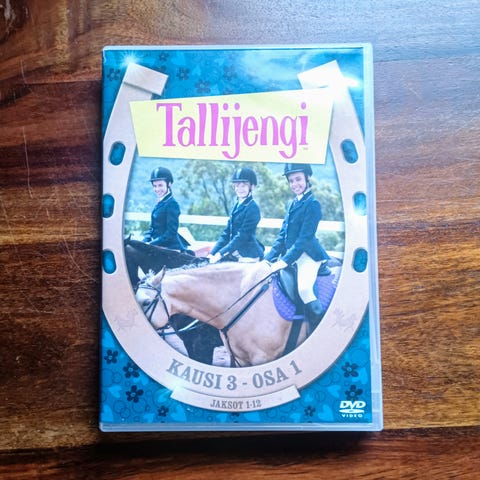 Tallijengi
KAUSI 3 - OSA 1
JAKSOT 1-12
DVD
VIDEO